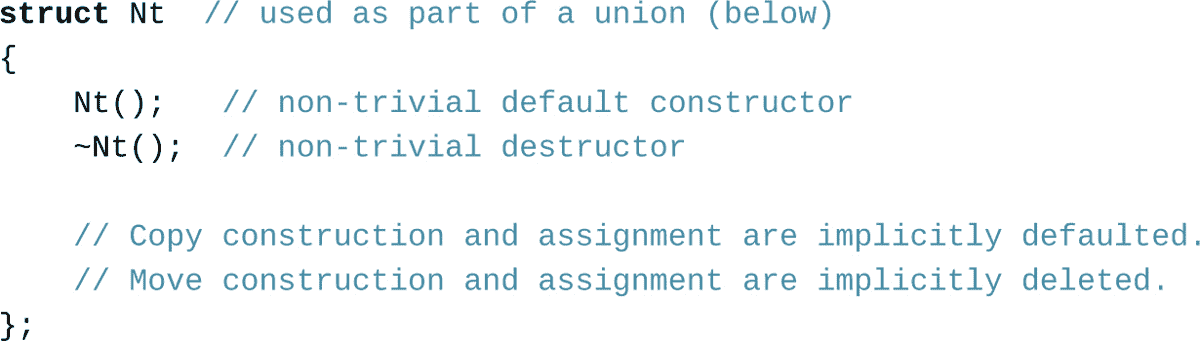 struct Nt  // used as part of a union (below)
{
    Nt();   // non-trivial default constructor
    ~Nt();  // non-trivial destructor

    // Copy construction and assignment are implicitly defaulted.
    // Move construction and assignment are implicitly deleted.
};